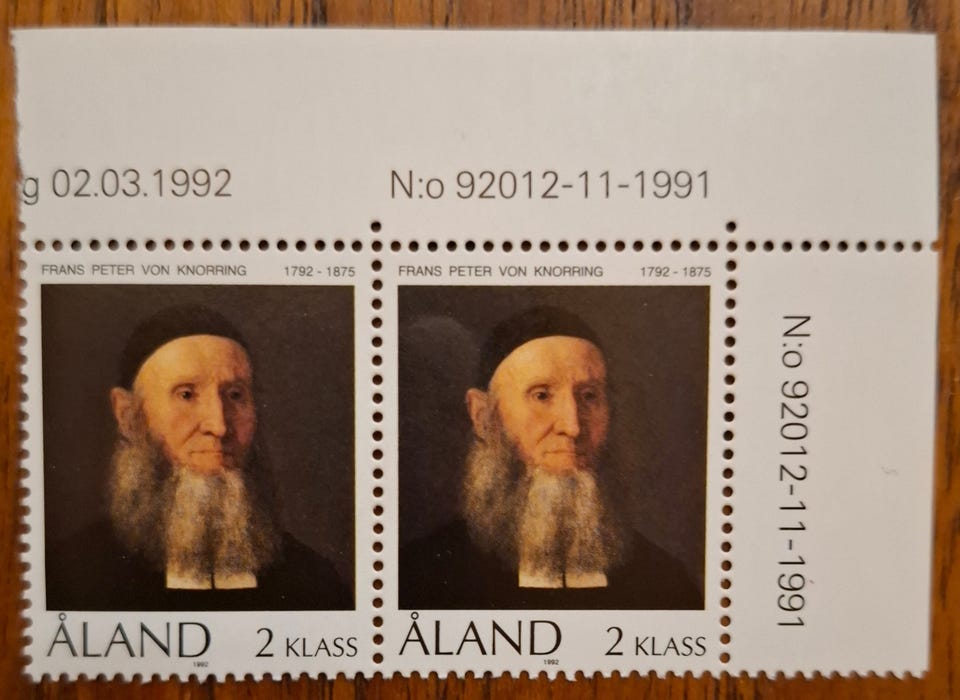 g 02.03.1992 N:o 92012-11-1991
FRANS PETER VON KNORRING 1792 - 1875
ÅLAND 2 KLASS
1992
FRANS PETER VON KNORRING 1792 - 1875
ÅLAND 2 KLASS
1992
N:o 92012-11-1991